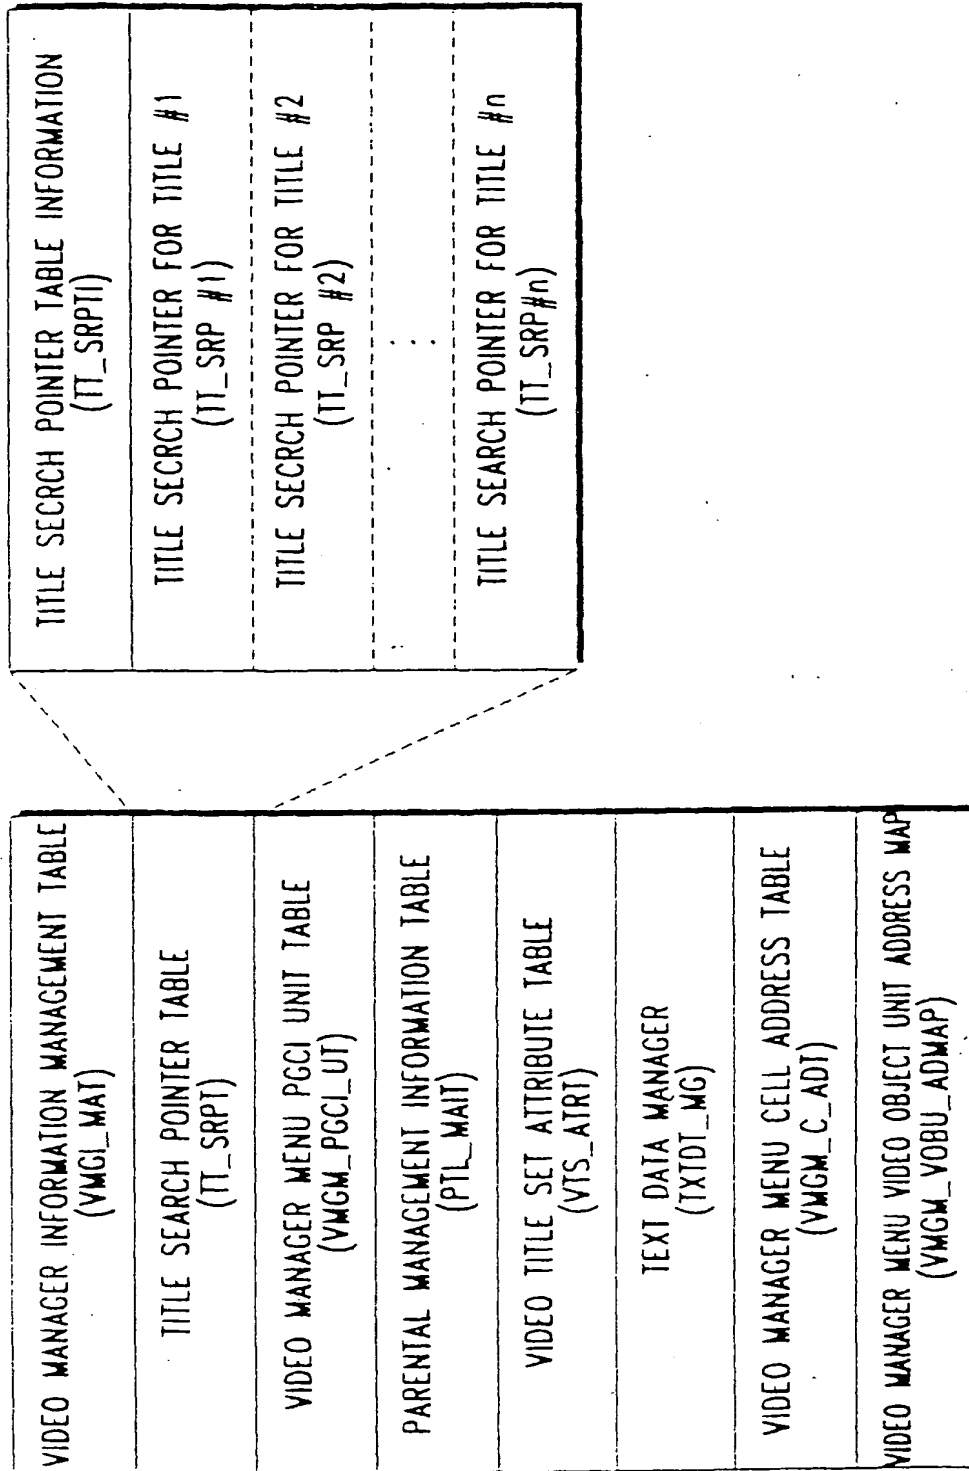 VIDEO MANAGER INFORMATION MANAGEMENT TABLE
(VMGI_MAT)
TITLE SEARCH POINTER TABLE
(TT_SRPT)
VIDEO MANAGER MENU PGCI UNIT TABLE
(VMGM_PGCI_UT)
PARENTAL MANAGEMENT INFORMATION TABLE
(PTL_MAIT)
VIDEO TITLE SET ATTRIBUTE TABLE
(VTS_ATRT)
TEXT DATA MANAGER
(TXTDT_MG)
VIDEO MANAGER MENU CELL ADDRESS TABLE
(VMGM_C_ADT)
VIDEO MANAGER MENU VIDEO OBJECT UNIT ADDRESS MAP
(VMGM_VOBU_ADMAP)
TITLE SECRCH POINTER TABLE INFORMATION
(TT_SRPTI)
TITLE SECRCH POINTER FOR TITLE #1
(TT_SRP #1)
TITLE SECRCH POINTER FOR TITLE #2
(TT_SRP #2)
. . .
TITLE SEARCH POINTER FOR TITLE #n
(TT_SRP#n)